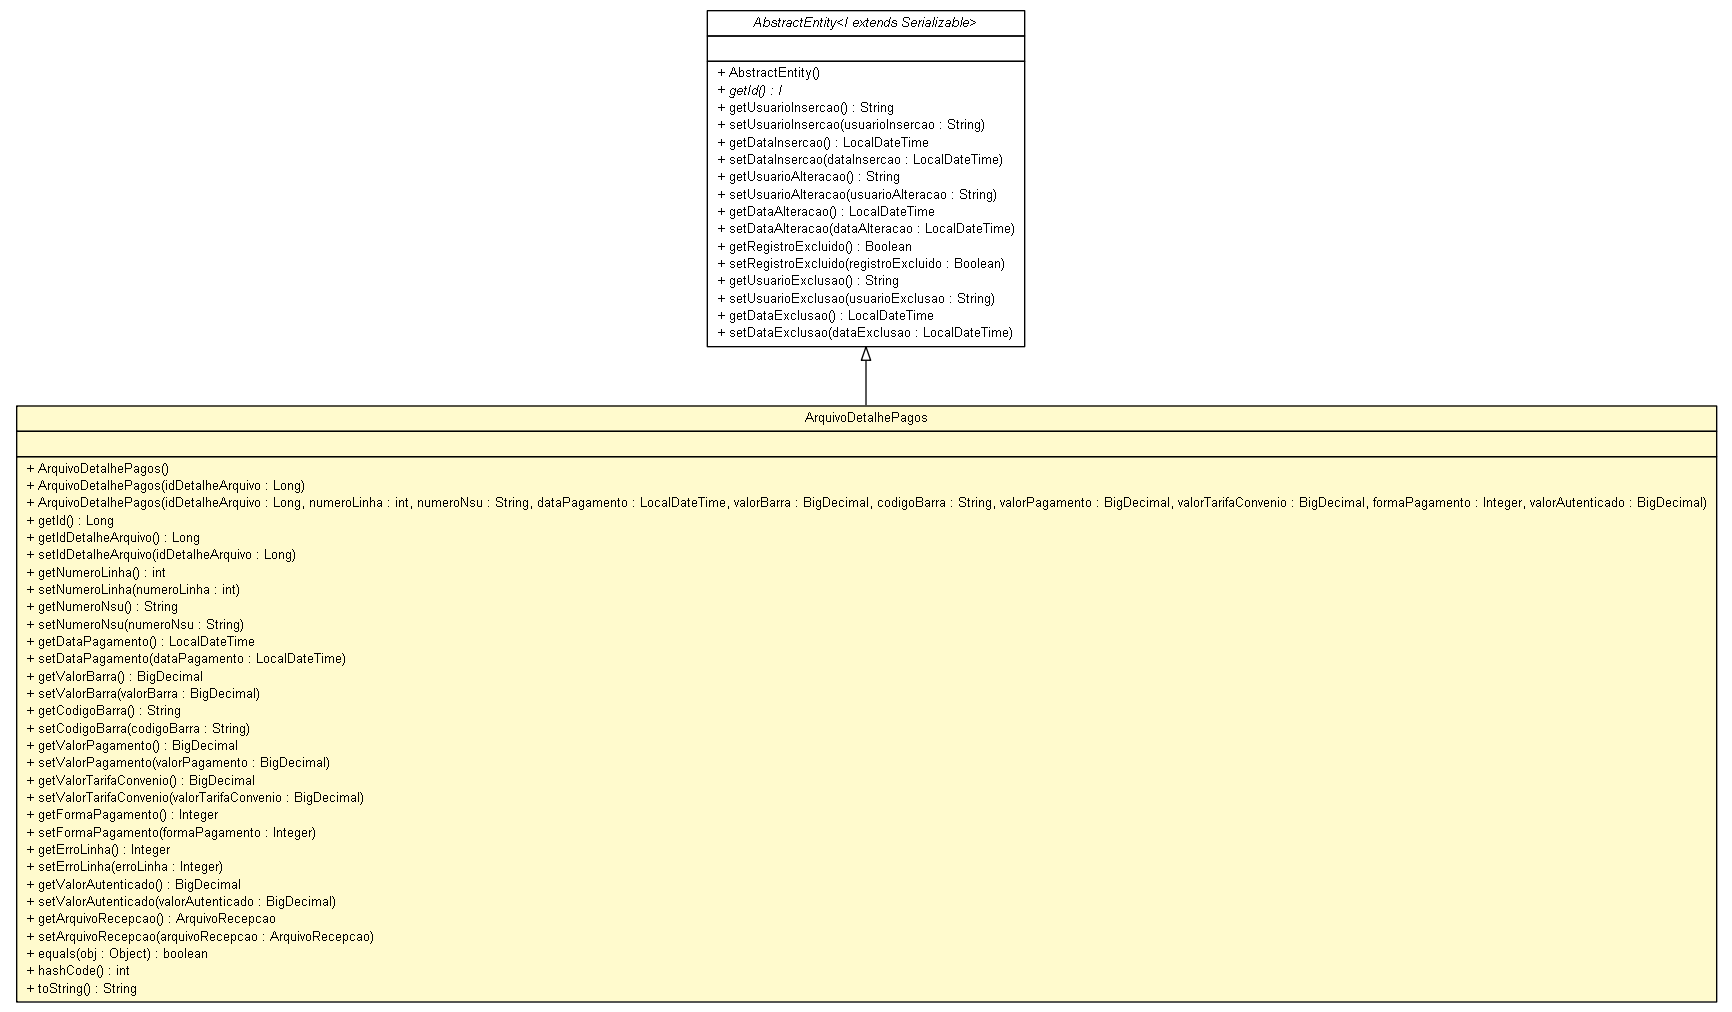 AbstractEntity<I extends Serializable>
+ AbstractEntity()
+ getId() : I
+ getUsuarioInsercao() : String
+ setUsuarioInsercao(usuarioInsercao : String)
+ getDataInsercao() : LocalDateTime
+ setDataInsercao(dataInsercao : LocalDateTime)
+ getUsuarioAlteracao() : String
+ setUsuarioAlteracao(usuarioAlteracao : String)
+ getDataAlteracao() : LocalDateTime
+ setDataAlteracao(dataAlteracao : LocalDateTime)
+ getRegistroExcluido() : Boolean
+ setRegistroExcluido(registroExcluido : Boolean)
+ getUsuarioExclusao() : String
+ setUsuarioExclusao(usuarioExclusao : String)
+ getDataExclusao() : LocalDateTime
+ setDataExclusao(dataExclusao : LocalDateTime)
ArquivoDetalhePagos
+ ArquivoDetalhePagos()
+ ArquivoDetalhePagos(idDetalheArquivo : Long)
+ ArquivoDetalhePagos(idDetalheArquivo : Long, numeroLinha : int, numeroNsu : String, dataPagamento : LocalDateTime, valorBarra : BigDecimal, codigoBarra : String, valorPagamento : BigDecimal, valorTarifaConvenio : BigDecimal, formaPagamento : Integer, valorAutenticado : BigDecimal)
+ getId() : Long
+ getIdDetalheArquivo() : Long
+ setIdDetalheArquivo(idDetalheArquivo : Long)
+ getNumeroLinha() : int
+ setNumeroLinha(numeroLinha : int)
+ getNumeroNsu() : String
+ setNumeroNsu(numeroNsu : String)
+ getDataPagamento() : LocalDateTime
+ setDataPagamento(dataPagamento : LocalDateTime)
+ getValorBarra() : BigDecimal
+ setValorBarra(valorBarra : BigDecimal)
+ getCodigoBarra() : String
+ setCodigoBarra(codigoBarra : String)
+ getValorPagamento() : BigDecimal
+ setValorPagamento(valorPagamento : BigDecimal)
+ getValorTarifaConvenio() : BigDecimal
+ setValorTarifaConvenio(valorTarifaConvenio : BigDecimal)
+ getFormaPagamento() : Integer
+ setFormaPagamento(formaPagamento : Integer)
+ getErroLinha() : Integer
+ setErroLinha(erroLinha : Integer)
+ getValorAutenticado() : BigDecimal
+ setValorAutenticado(valorAutenticado : BigDecimal)
+ getArquivoRecepcao() : ArquivoRecepcao
+ setArquivoRecepcao(arquivoRecepcao : ArquivoRecepcao)
+ equals(obj : Object) : boolean
+ hashCode() : int
+ toString() : String